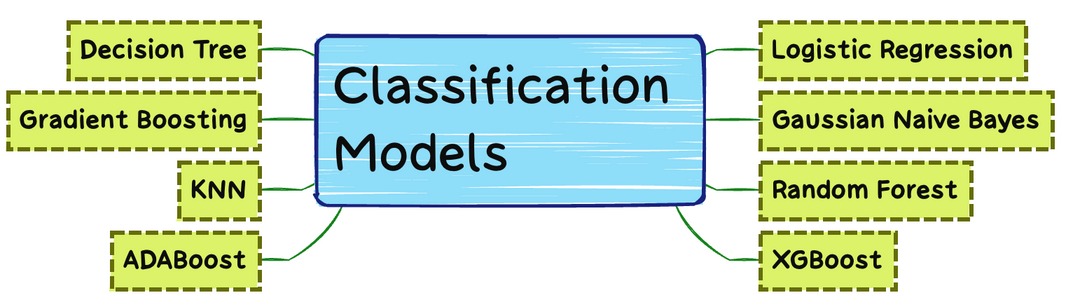 Classification
Models
Decision Tree
Gradient Boosting
KNN
ADABoost
Logistic Regression
Gaussian Naive Bayes
Random Forest
XGBoost